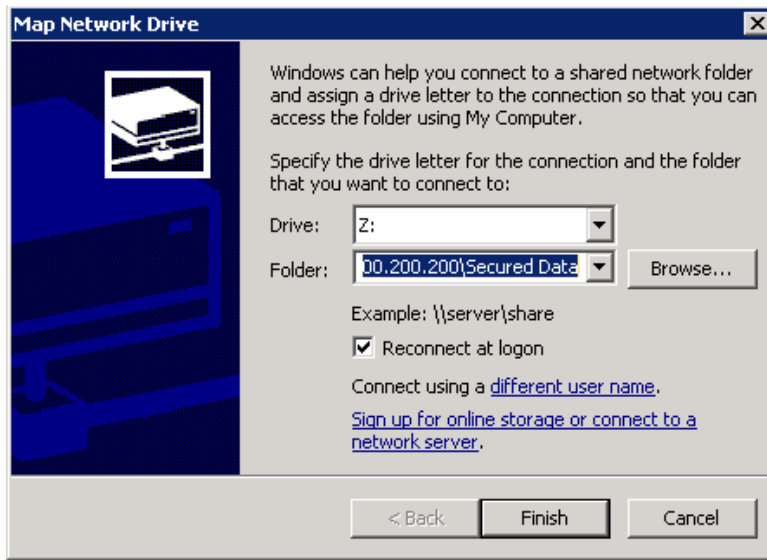 Map Network Drive
Windows can help you connect to a shared network folder
and assign a drive letter to the connection so that you can
access the folder using My Computer.
Specify the drive letter for the connection and the folder
that you want to connect to:
Drive: Z:
Folder: 00.200.200\Secured Data Browse...
Example: \\server\share
Reconnect at logon
Connect using a different user name.
Sign up for online storage or connect to a
network server.
< Back Finish Cancel